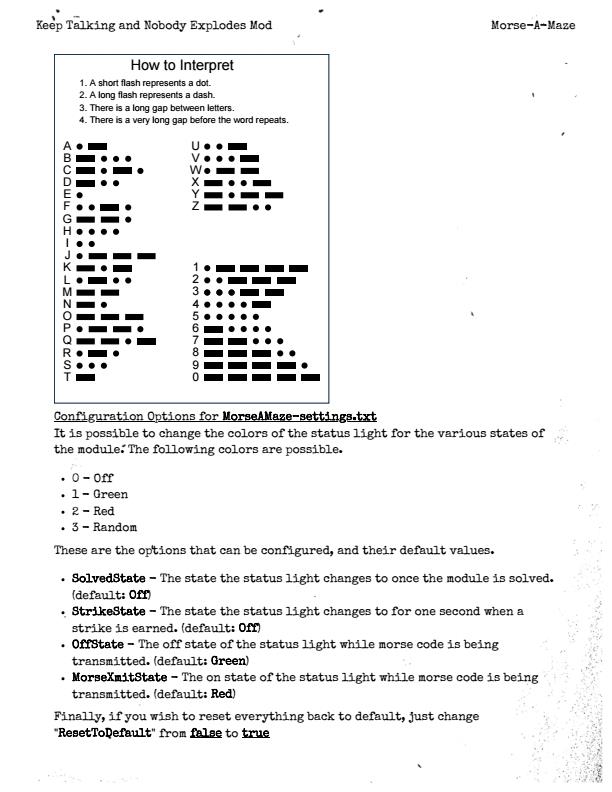 Keep Talking and Nobody Explodes Mod
Morse-A-Maze
How to Interpret
1. A short flash represents a dot.
2. A long flash represents a dash.
3. There is a long gap between letters.
4. There is a very long gap before the word repeats.
A
B
C
D
E
F
G
H
I
J
K
L
M
N
O
P
Q
R
S
T
U
V
W
X
Y
Z
1
2
3
4
5
6
7
8
9
0
Configuration Options for MorseAMaze-settings.txt
It is possible to change the colors of the status light for the various states of
the module. The following colors are possible.
• 0 - Off
• 1 - Green
• 2 - Red
• 3 - Random
These are the options that can be configured, and their default values.
• SolvedState - The state the status light changes to once the module is solved.
(default: Off)
• StrikeState - The state the status light changes to for one second when a
strike is earned. (default: Off)
• OffState - The off state of the status light while morse code is being
transmitted. (default: Green)
• MorseXmitState - The on state of the status light while morse code is being
transmitted. (default: Red)
Finally, if you wish to reset everything back to default, just change
"ResetToDefault" from false to true